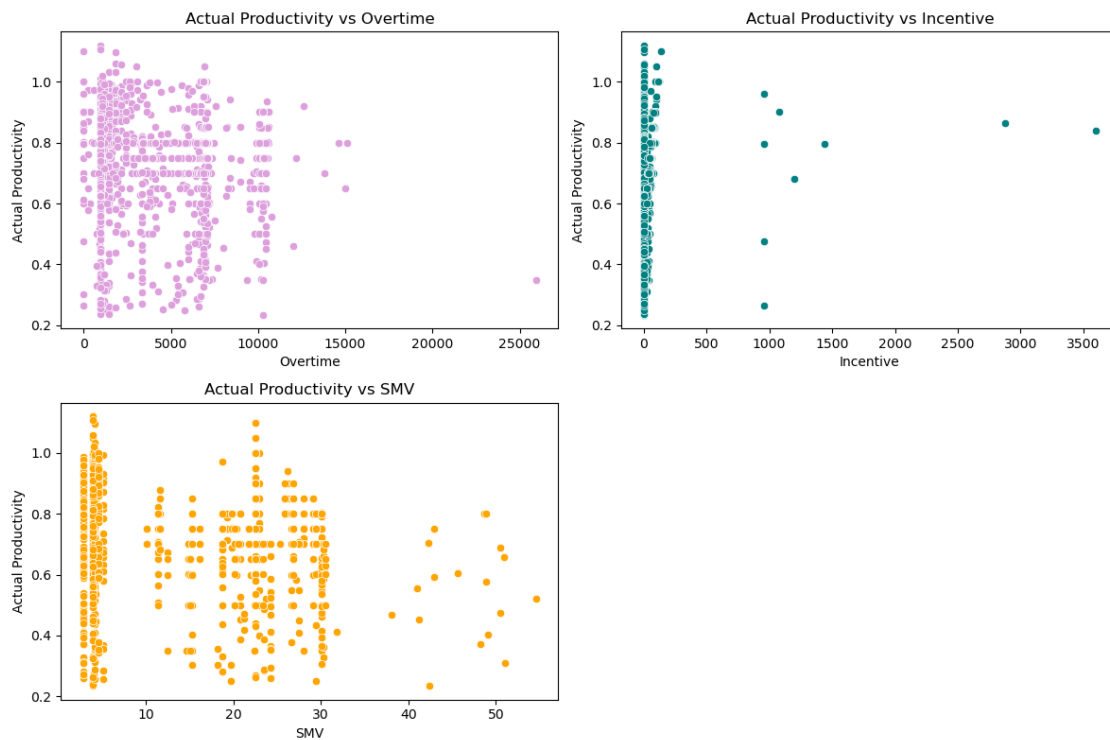 Actual Productivity vs Overtime
Actual Productivity
1.0
0.8
0.6
0.4
0.2
0 5000 10000 15000 20000 25000
Overtime
Actual Productivity vs Incentive
Actual Productivity
1.0
0.8
0.6
0.4
0.2
0 500 1000 1500 2000 2500 3000 3500
Incentive
Actual Productivity vs SMV
Actual Productivity
1.0
0.8
0.6
0.4
0.2
10 20 30 40 50
SMV